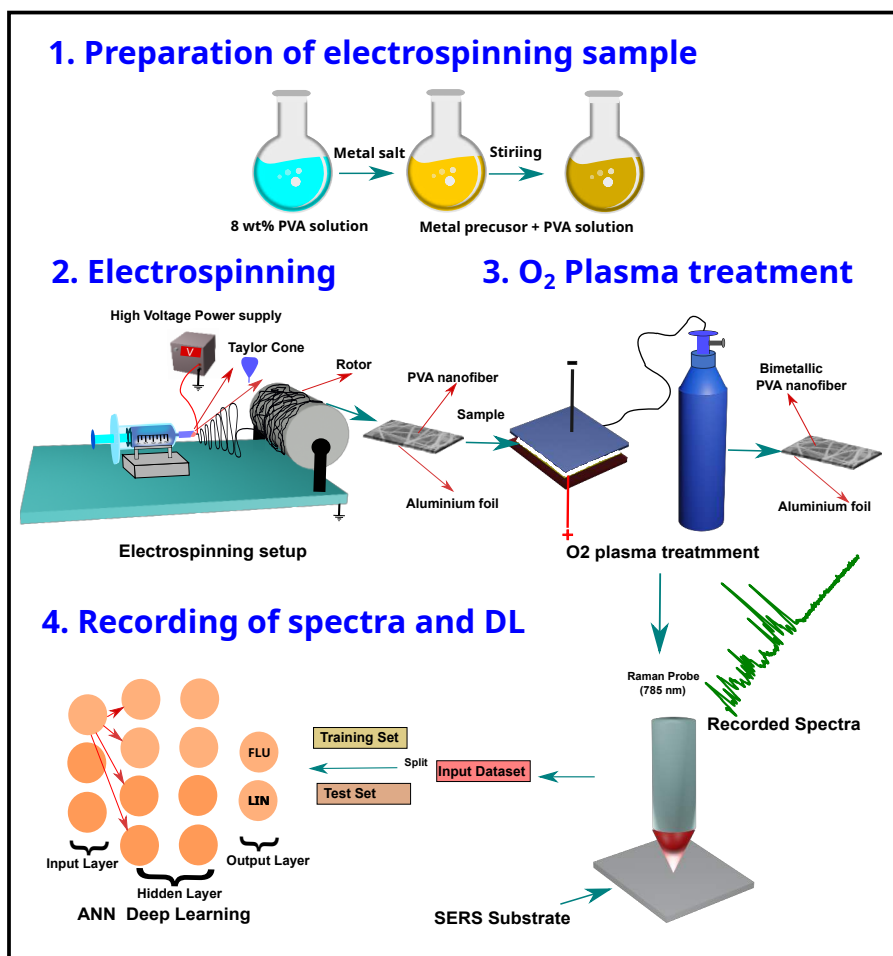 1. Preparation of electrospinning sample
Metal salt
Stiriing
8 wt% PVA solution
Metal precusor + PVA solution
2. Electrospinning
3. O₂ Plasma treatment
High Voltage Power supply
V
Taylor Cone
Rotor
PVA nanofiber
Sample
Aluminium foil
Electrospinning setup
-
+
Bimetallic
PVA nanofiber
Aluminium foil
O2 plasma treatmment
4. Recording of spectra and DL
Raman Probe
(785 nm)
Recorded Spectra
Training Set
Split
Input Dataset
Test Set
FLU
LIN
Input Layer
Output Layer
Hidden Layer
ANN Deep Learning
SERS Substrate